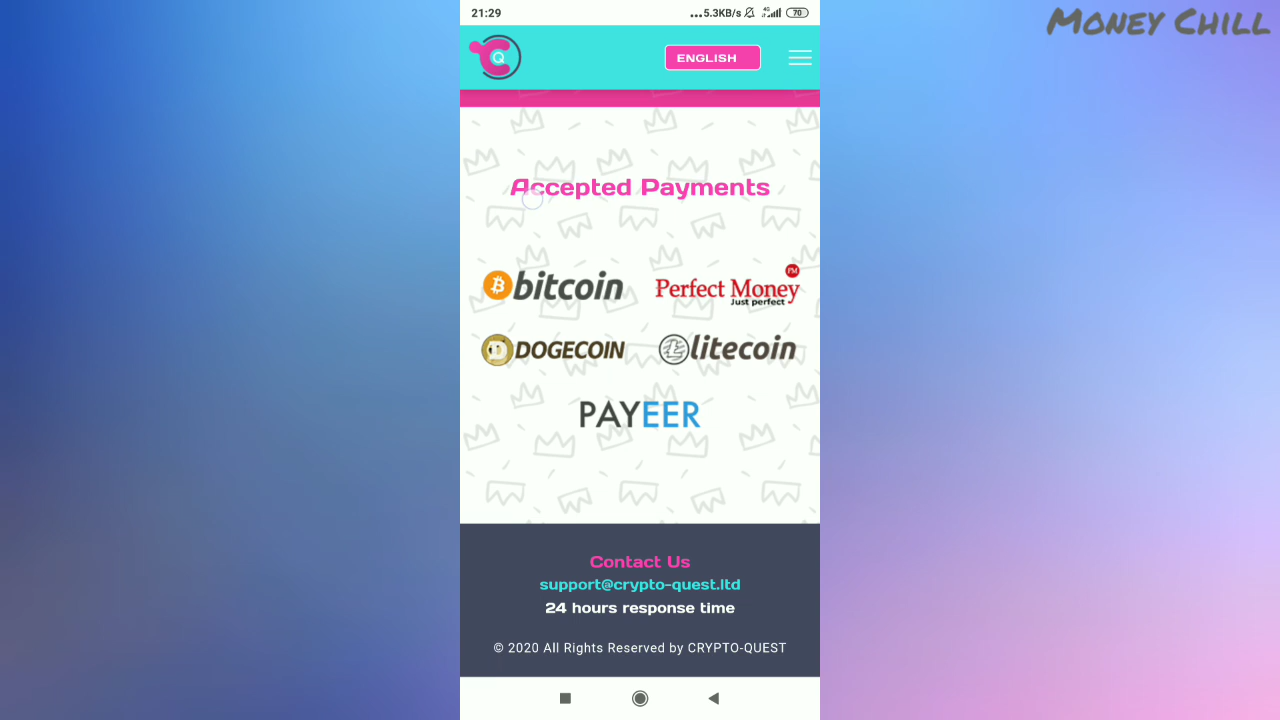 Money Chill
21:29
...5.3KB/s 4G 70
Q
ENGLISH
Accepted Payments
bitcoin
PM
Perfect Money
Just perfect
DOGECOIN
litecoin
PAYEER
Contact Us
support@crypto-quest.ltd
24 hours response time
© 2020 All Rights Reserved by CRYPTO-QUEST